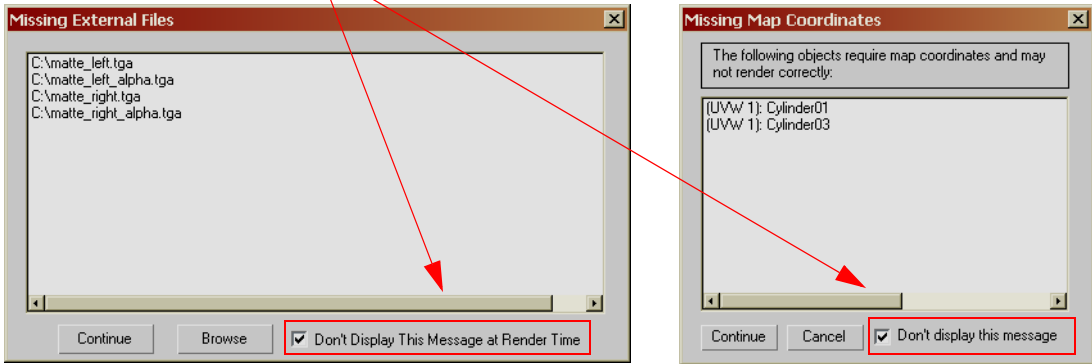 Missing External Files
C:\matte_left.tga
C:\matte_left_alpha.tga
C:\matte_right.tga
C:\matte_right_alpha.tga
Continue
Browse
Don't Display This Message at Render Time
Missing Map Coordinates
The following objects require map coordinates and may
not render correctly:
(UVW 1): Cylinder01
(UVW 1): Cylinder03
Continue
Cancel
Don't display this message